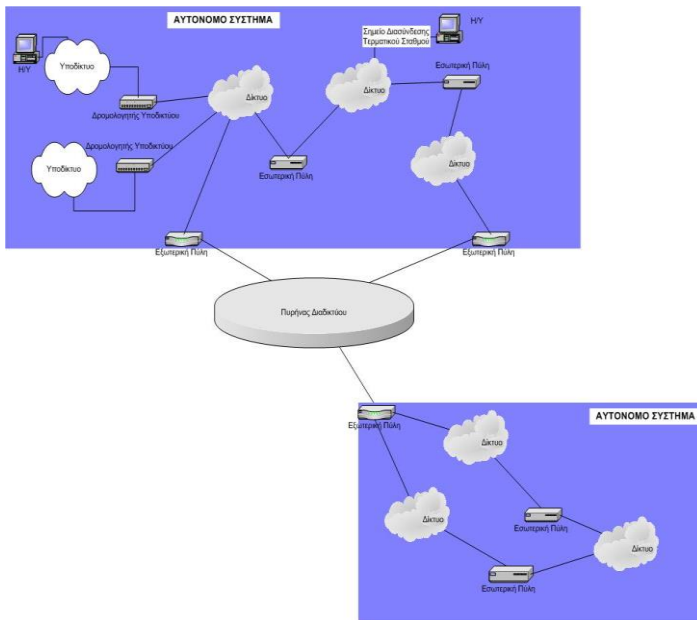 ΑΥΤΟΝΟΜΟ ΣΥΣΤΗΜΑ
Η/Υ
Υποδίκτυο
Δρομολογητής Υποδικτύου
Δίκτυο
Σημείο Διασύνδεσης
Τερματικού Σταθμού
Η/Υ
Δίκτυο
Εσωτερική Πύλη
Δρομολογητής Υποδικτύου
Υποδίκτυο
Εσωτερική Πύλη
Δίκτυο
Εξωτερική Πύλη
Εξωτερική Πύλη
Πυρήνας Διαδικτύου
ΑΥΤΟΝΟΜΟ ΣΥΣΤΗΜΑ
Εξωτερική Πύλη
Δίκτυο
Δίκτυο
Εσωτερική Πύλη
Δίκτυο
Εσωτερική Πύλη